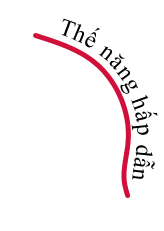 Thế năng hấp dẫn